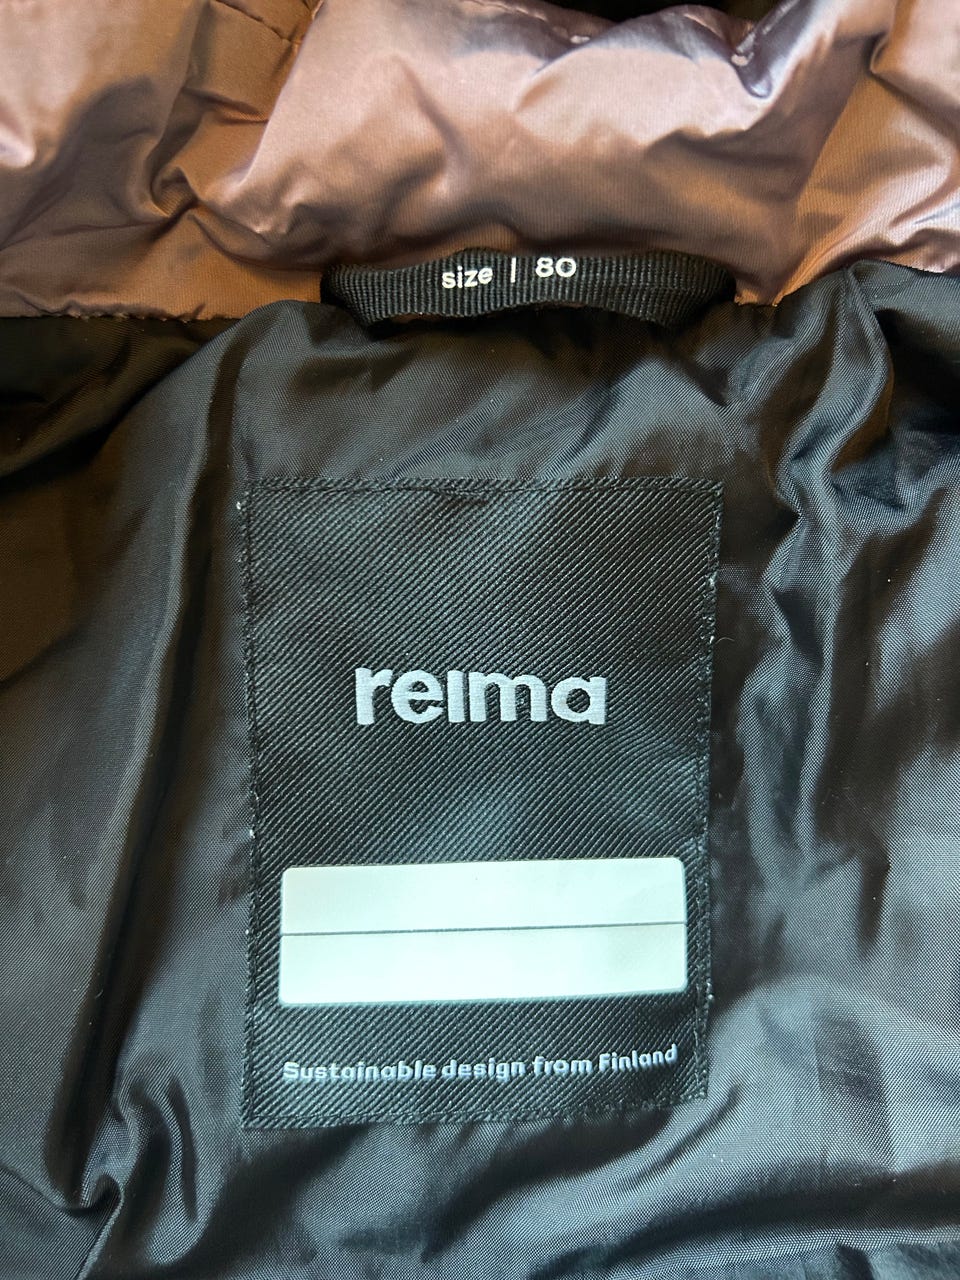 size | 80
reima
Sustainable design from Finland